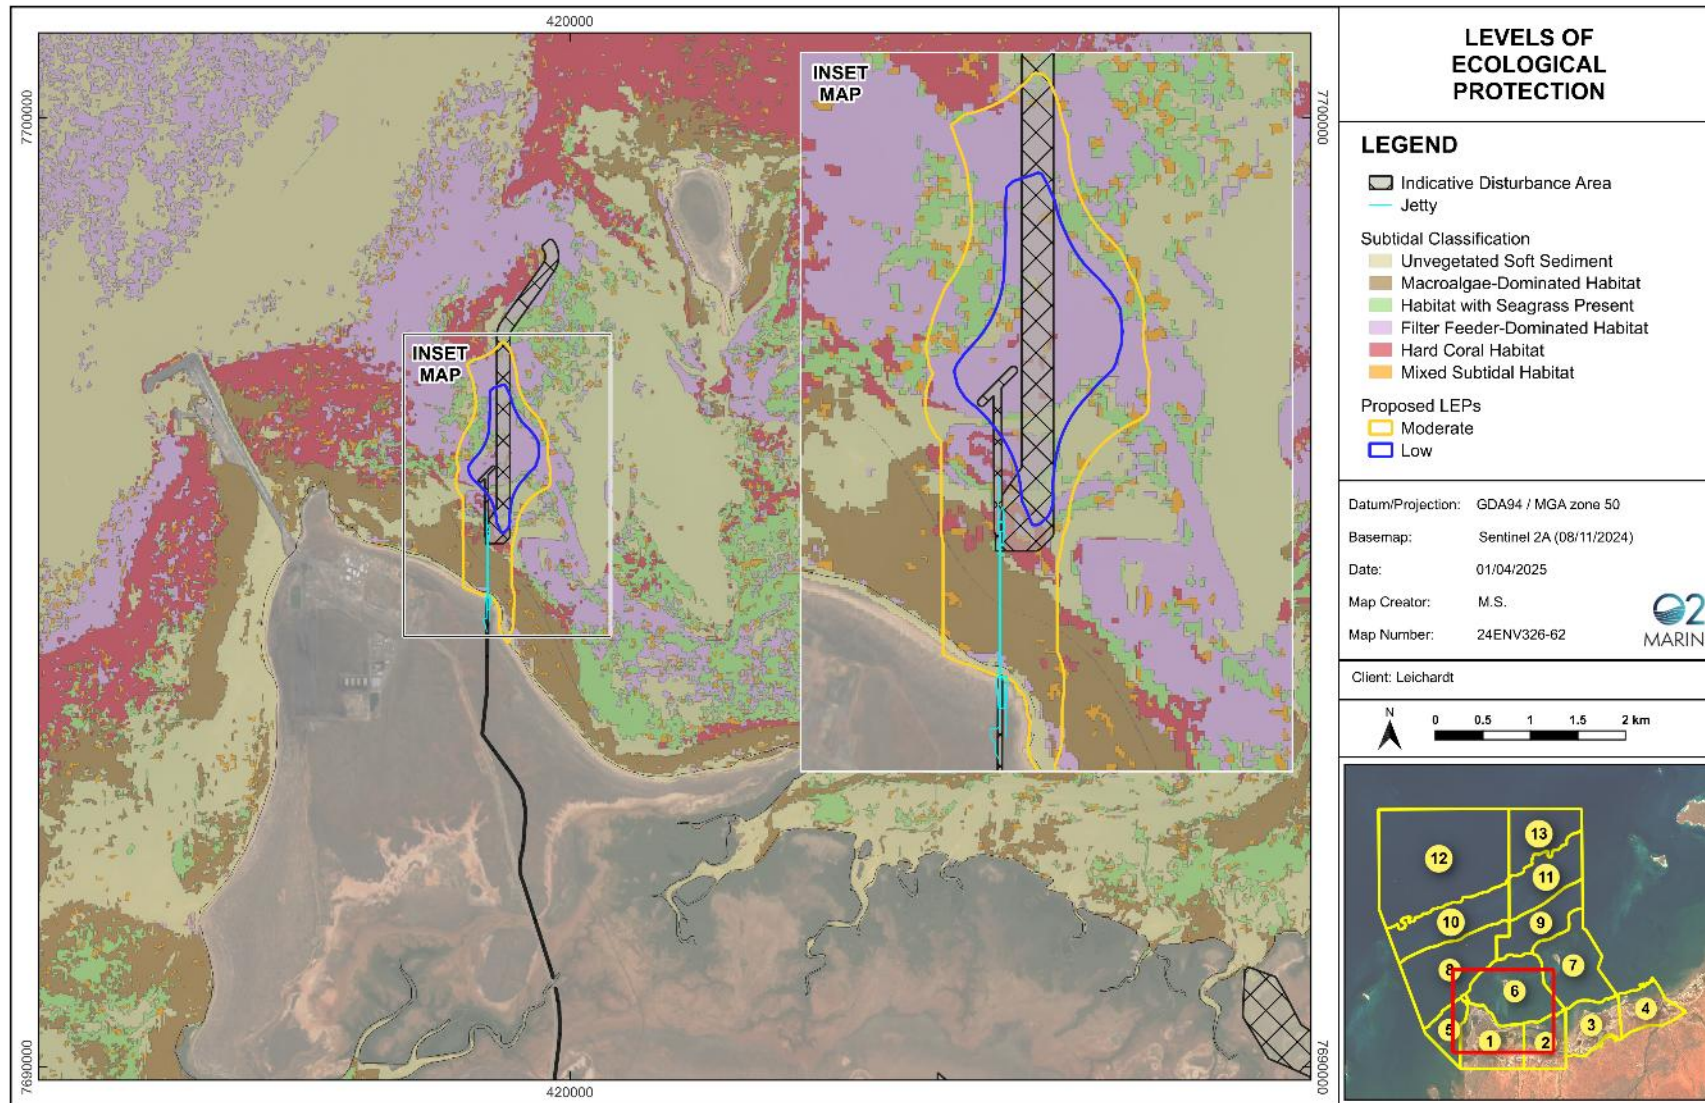 420000
7700000
INSET
MAP
INSET
MAP
7700000
7690000
7690000
420000
LEVELS OF
ECOLOGICAL
PROTECTION
LEGEND
Indicative Disturbance Area
Jetty
Subtidal Classification
Unvegetated Soft Sediment
Macroalgae-Dominated Habitat
Habitat with Seagrass Present
Filter Feeder-Dominated Habitat
Hard Coral Habitat
Mixed Subtidal Habitat
Proposed LEPs
Moderate
Low
Datum/Projection: GDA94 / MGA zone 50
Basemap: Sentinel 2A (08/11/2024)
Date: 01/04/2025
Map Creator: M.S.
Map Number: 24ENV326-62
O2
MARIN
Client: Leichardt
N
0 0.5 1 1.5 2 km
13
12
11
10
9
8
7
6
5
4
3
1
2